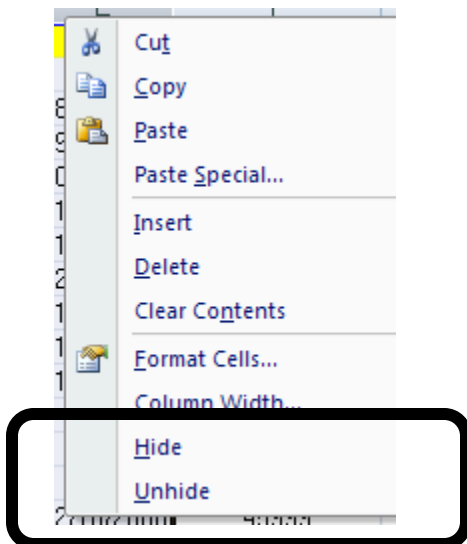 Cut
Copy
Paste
Paste Special...
Insert
Delete
Clear Contents
Format Cells...
Column Width...
Hide
Unhide